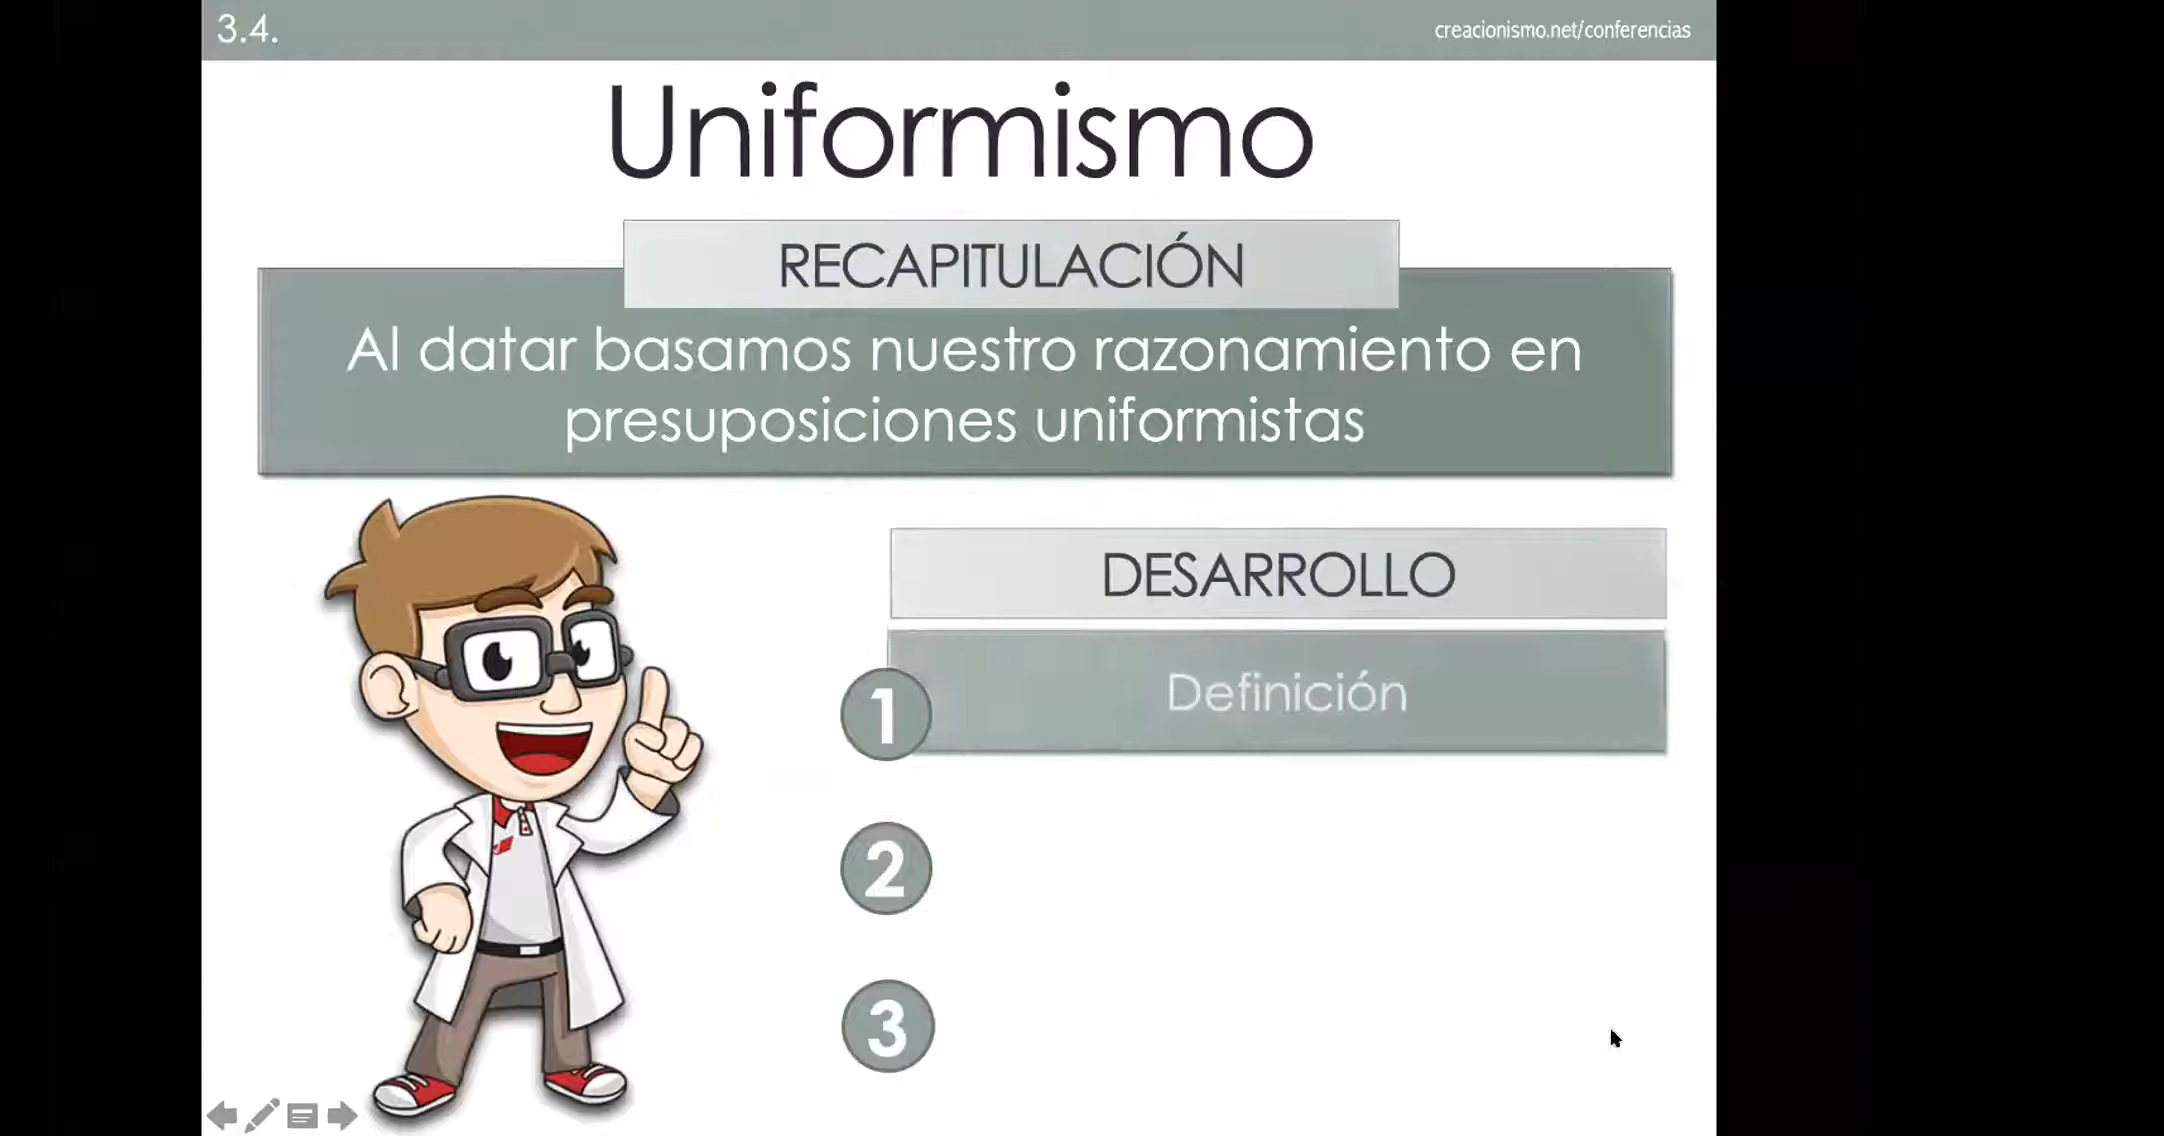 3.4.
creacionismo.net/conferencias
Uniformismo
RECAPITULACIÓN
Al datar basamos nuestro razonamiento en
presuposiciones uniformistas
DESARROLLO
1
Definición
2
3